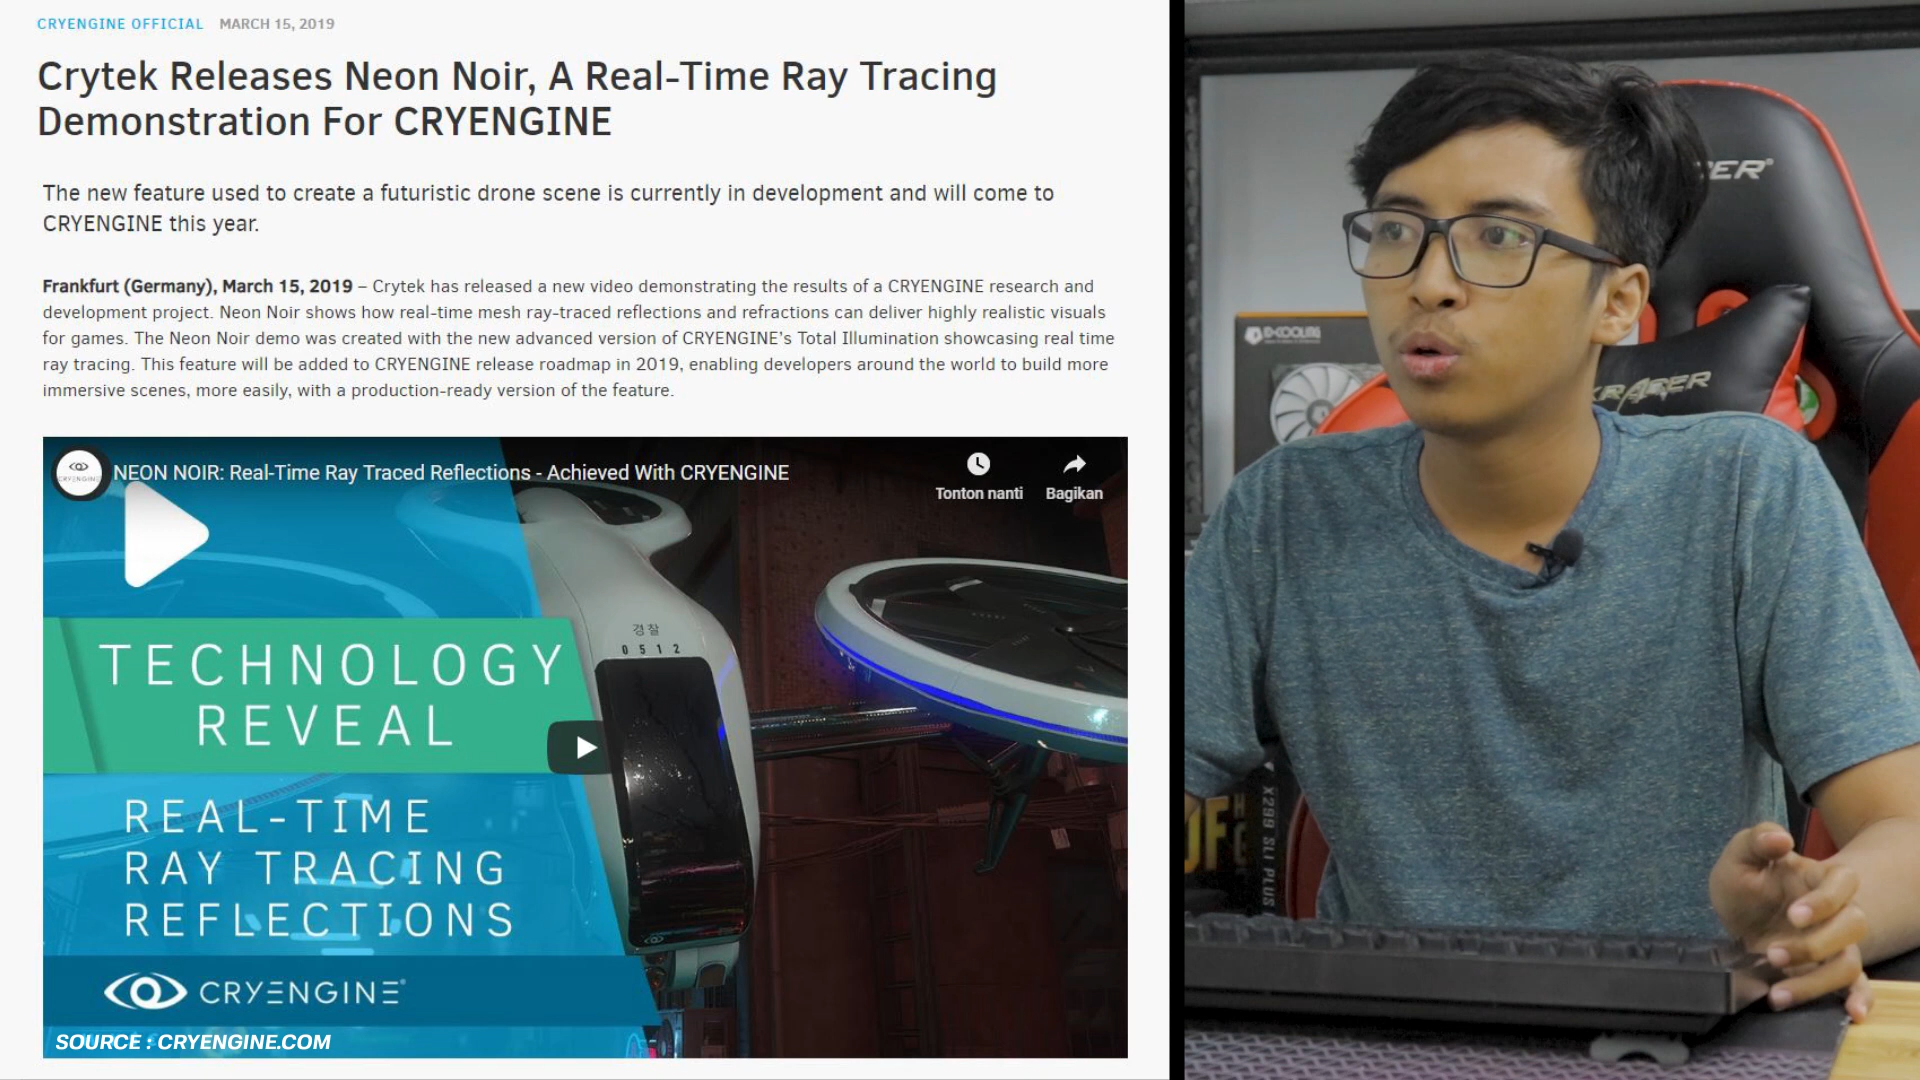 CRYENGINE OFFICIAL MARCH 15, 2019
Crytek Releases Neon Noir, A Real-Time Ray Tracing
Demonstration For CRYENGINE
The new feature used to create a futuristic drone scene is currently in development and will come to
CRYENGINE this year.
Frankfurt (Germany), March 15, 2019 – Crytek has released a new video demonstrating the results of a CRYENGINE research and
development project. Neon Noir shows how real-time mesh ray-traced reflections and refractions can deliver highly realistic visuals
for games. The Neon Noir demo was created with the new advanced version of CRYENGINE's Total Illumination showcasing real time
ray tracing. This feature will be added to CRYENGINE release roadmap in 2019, enabling developers around the world to build more
immersive scenes, more easily, with a production-ready version of the feature.
CRYENGINE
NEON NOIR: Real-Time Ray Traced Reflections - Achieved With CRYENGINE
Tonton nanti
Bagikan
경찰
0 5 1 2
TECHNOLOGY
REVEAL
REAL-TIME
RAY TRACING
REFLECTIONS
CRYENGINE®
SOURCE : CRYENGINE.COM
ER®
ID-COOLING
X299 SLI PLUS